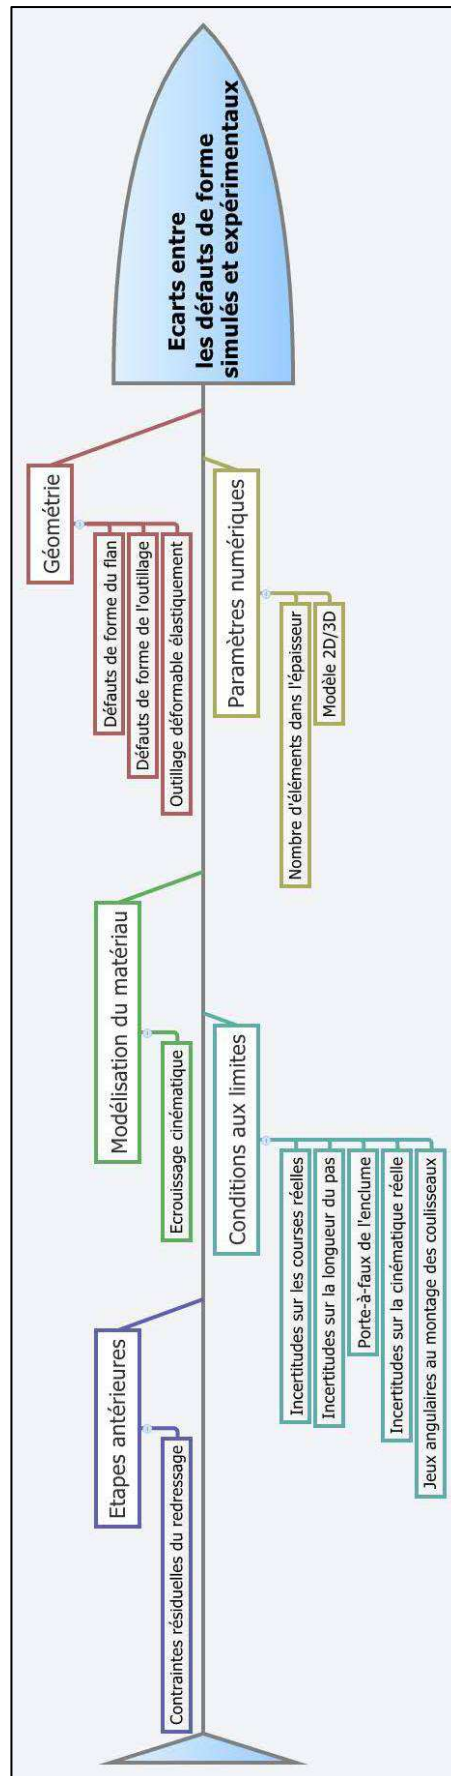 Ecarts entre
les défauts de forme
simulés et expérimentaux
Géométrie
Défauts de forme du flan
Défauts de forme de l'outillage
Outillage déformable élastiquement
Paramètres numériques
Nombre d'éléments dans l'épaisseur
Modèle 2D/3D
Modélisation du matériau
Ecrouissage cinématique
Conditions aux limites
Incertitudes sur les courses réelles
Incertitudes sur la longueur du pas
Porte-à-faux de l'enclume
Incertitudes sur la cinématique réelle
Jeux angulaires au montage des coulisseaux
Etapes antérieures
Contraintes résiduelles du redressage